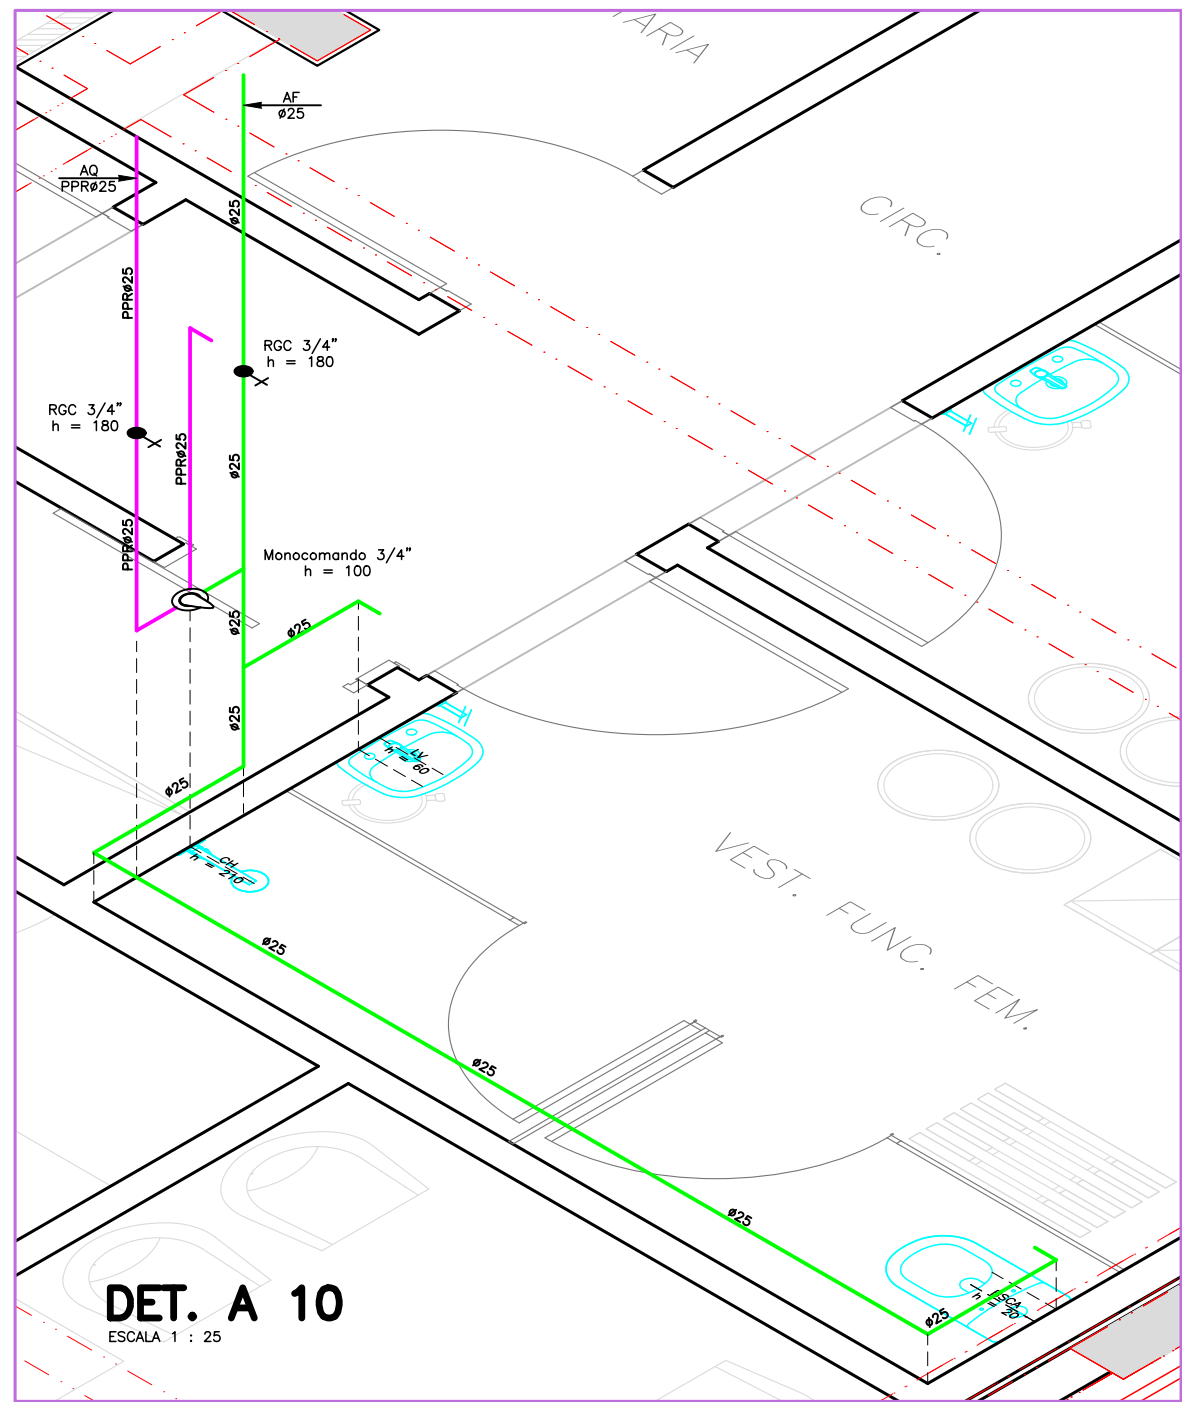 TARIA
AF
ø25
AQ
PPRø25
ø25
CIRC.
PPRø25
RGC 3/4"
h = 180
RGC 3/4"
h = 180
PPRø25
ø25
PPRø25
Monocomando 3/4"
h = 100
ø25
ø25
ø25
LV
h = 60
ø25
CH
h = 210
VEST. FUNC. FEM.
ø25
ø25
ø25
ø25
h = 20
DET. A 10
ESCALA 1 : 25